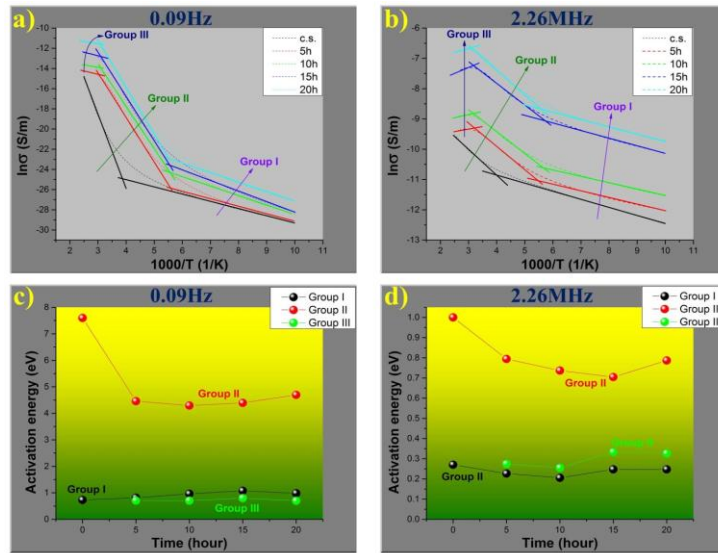 a)
0.09Hz
-10
-12
-14
-16
-18
-20
-22
-24
-26
-28
-30
lnσ (S/m)
Group III
Group II
Group I
c.s.
5h
10h
15h
20h
2 3 4 5 6 7 8 9 10 11
1000/T (1/K)
b)
2.26MHz
-6
-7
-8
-9
-10
-11
-12
-13
lnσ (S/m)
Group III
Group II
Group I
c.s.
5h
10h
15h
20h
2 3 4 5 6 7 8 9 10 11
1000/T (1/K)
c)
0.09Hz
8
7
6
5
4
3
2
1
0
Activation energy (eV)
Group I
Group II
Group III
Group II
Group I
Group III
0 5 10 15 20
Time (hour)
d)
2.26MHz
1.0
0.9
0.8
0.7
0.6
0.5
0.4
0.3
0.2
0.1
0.0
Activation energy (eV)
Group I
Group II
Group II
Group II
Group II
0 5 10 15 20
Time (hour)